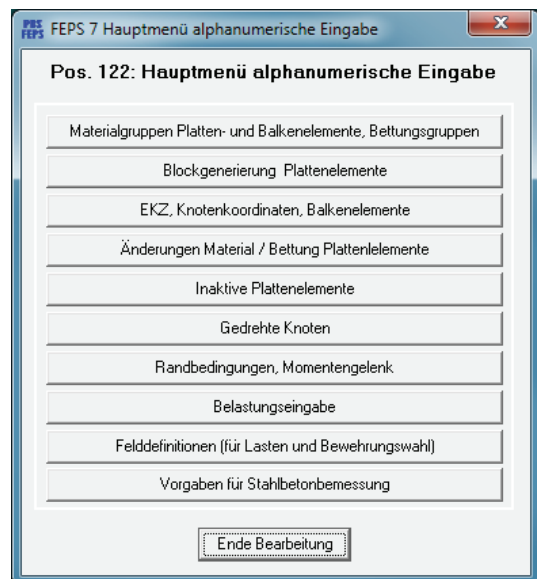 PBS
FEPS
FEPS 7 Hauptmenü alphanumerische Eingabe
Pos. 122: Hauptmenü alphanumerische Eingabe
Materialgruppen Platten- und Balkenelemente, Bettungsgruppen
Blockgenerierung Plattenelemente
EKZ, Knotenkoordinaten, Balkenelemente
Änderungen Material / Bettung Plattenlelemente
Inaktive Plattenelemente
Gedrehte Knoten
Randbedingungen, Momentengelenk
Belastungseingabe
Felddefinitionen (für Lasten und Bewehrungswahl)
Vorgaben für Stahlbetonbemessung
Ende Bearbeitung